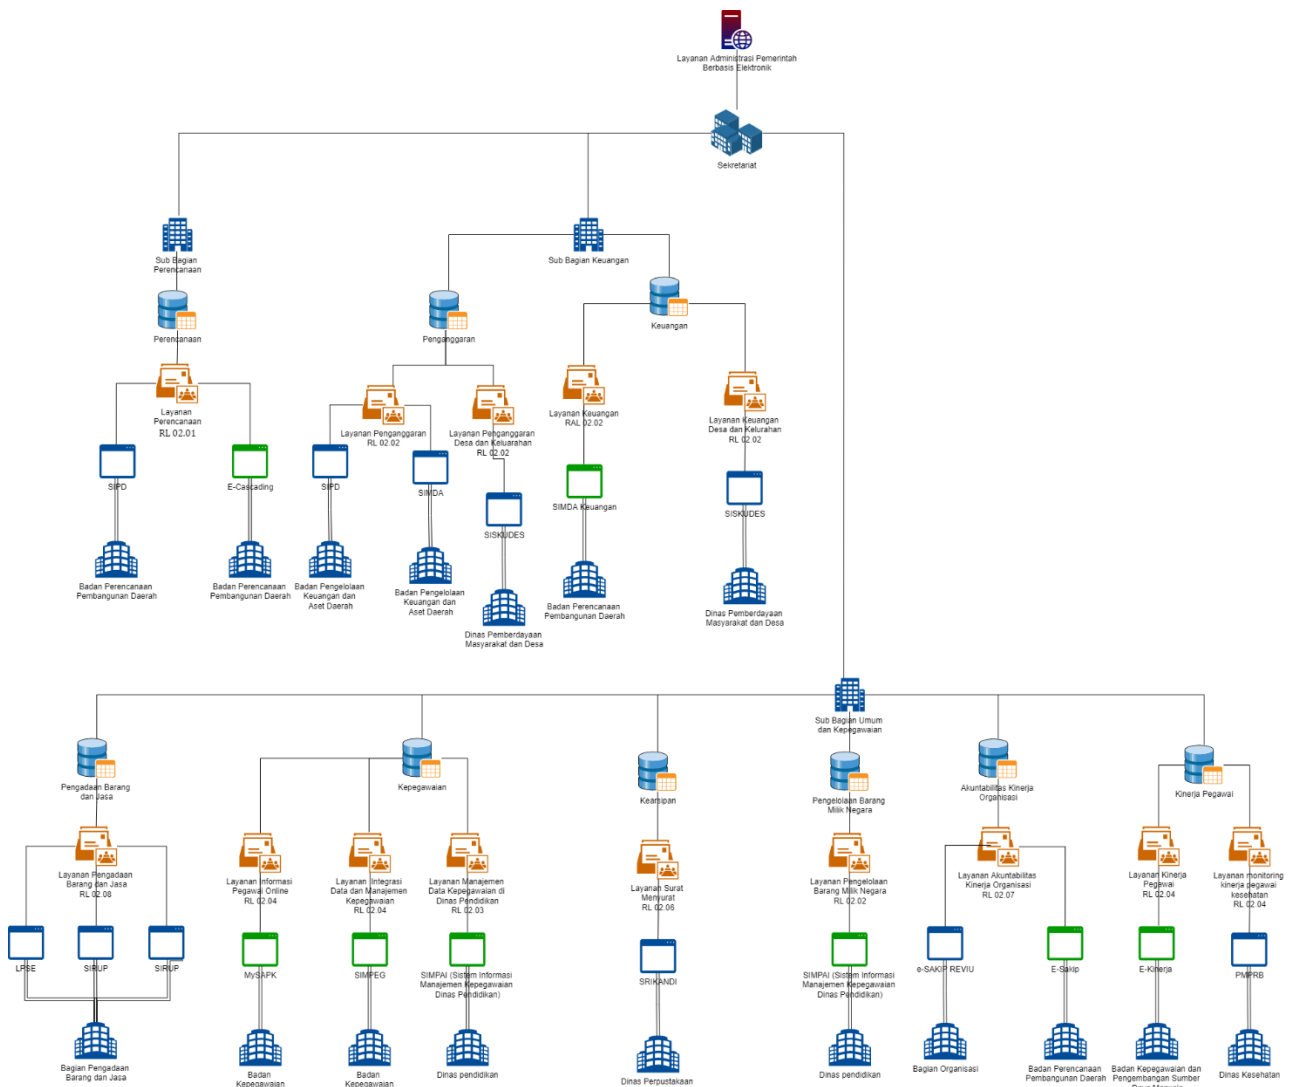 Layanan Administrasi Pemerintah
Berbasis Elektronik
Sekretariat
Sub Bagian
Perencanaan
Sub Bagian Keuangan
Perencanaan
Penganggaran
Keuangan
Layanan
Perencanaan
RL 02.01
Layanan Penganggaran
RL 02.02
Layanan Penganggaran
Desa dan Keluarahan
RL 02.02
Layanan Keuangan
RAL 02.02
Layanan Keuangan
Desa dan Kelurahan
RL 02.02
SIPD
E-Cascading
SIPD
SIMDA
SISKUDES
SIMDA Keuangan
SISKUDES
Badan Perencanaan
Pembangunan Daerah
Badan Perencanaan
Pembangunan Daerah
Badan Pengelolaan
Keuangan dan
Aset Daerah
Badan Pengelolaan
Keuangan dan
Aset Daerah
Dinas Pemberdayaan
Masyarakat dan Desa
Badan Perencanaan
Pembangunan Daerah
Dinas Pemberdayaan
Masyarakat dan Desa
Sub Bagian Umum
dan Kepegawaian
Pengadaan Barang
dan Jasa
Kepegawaian
Kearsipan
Pengelolaan Barang
Milik Negara
Akuntabilitas Kinerja
Organisasi
Kinerja Pegawai
Layanan Pengadaan
Barang dan Jasa
RL 02.08
Layanan Informasi
Pegawai Online
RL 02.04
Layanan Integrasi
Data dan Manajemen
Kepegawaian
RL 02.04
Layanan Manajemen
Data Kepegawaian di
Dinas Pendidikan
RL 02.03
Layanan Surat
Menyurat
RL 02.06
Layanan Pengelolaan
Barang Milik Negara
RL 02.02
Layanan Akuntabilitas
Kinerja Organisasi
RL 02.07
Layanan Kinerja
Pegawai
RL 02.04
Layanan monitoring
kinerja pegawai
kesehatan
RL 02.04
LPSE
SIRUP
SIRUP
MySAPK
SIMPEG
SIMPAI (Sistem Informasi
Manajemen Kepegawaian
Dinas Pendidikan)
SRIKANDI
SIMPAI (Sistem Informasi
Manajemen Kepegawaian
Dinas Pendidikan)
e-SAKIP REVIU
E-Sakip
E-Kinerja
PMPRB
Bagian Pengadaan
Barang dan Jasa
Badan
Kepegawaian
Badan
Kepegawaian
Dinas pendidikan
Dinas Perpustakaan
Dinas pendidikan
Bagian Organisasi
Badan Perencanaan
Pembangunan Daerah
Badan Kepegawaian dan
Pengembangan Sumber
Dinas Kesehatan